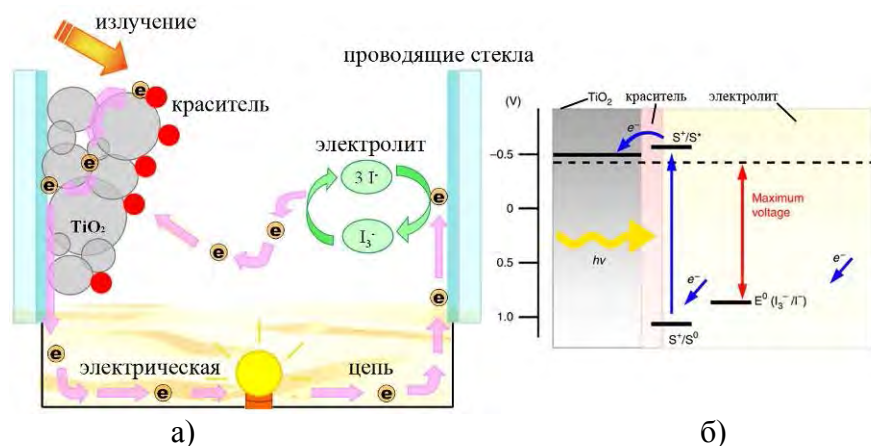 излучение
проводящие стекла
краситель
электролит
3 I⁻
I₃⁻
TiO₂
e
e
e
e
e
e
e
e
e
e
e
электрическая
цепь
а)
(V)
TiO₂
краситель
электролит
e⁻
S⁺/S*
−0.5
0
0.5
1.0
Maximum
voltage
hν
e⁻
e⁻
E⁰ (I₃⁻/I⁻)
S⁺/S⁰
б)